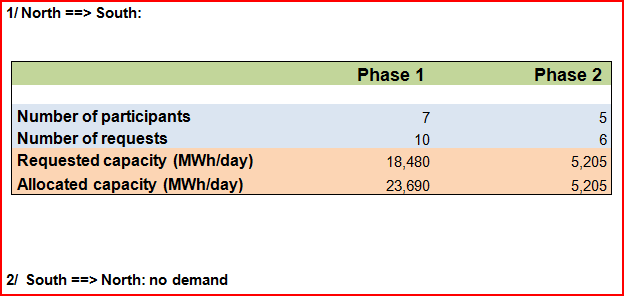 1/ North ==> South:
Phase 1 Phase 2
Number of participants 7 5
Number of requests 10 6
Requested capacity (MWh/day) 18,480 5,205
Allocated capacity (MWh/day) 23,690 5,205
2/ South ==> North: no demand